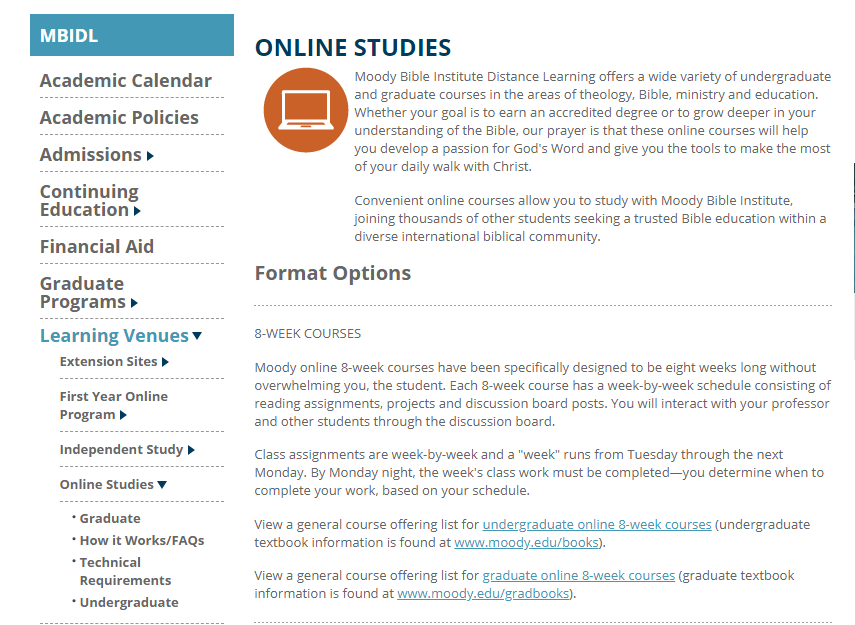 MBIDL
Academic Calendar
Academic Policies
Admissions
Continuing
Education
Financial Aid
Graduate
Programs
Learning Venues
Extension Sites
First Year Online
Program
Independent Study
Online Studies
Graduate
How it Works/FAQs
Technical
Requirements
Undergraduate
ONLINE STUDIES
Moody Bible Institute Distance Learning offers a wide variety of undergraduate
and graduate courses in the areas of theology, Bible, ministry and education.
Whether your goal is to earn an accredited degree or to grow deeper in your
understanding of the Bible, our prayer is that these online courses will help
you develop a passion for God's Word and give you the tools to make the most
of your daily walk with Christ.
Convenient online courses allow you to study with Moody Bible Institute,
joining thousands of other students seeking a trusted Bible education within a
diverse international biblical community.
Format Options
8-WEEK COURSES
Moody online 8-week courses have been specifically designed to be eight weeks long without
overwhelming you, the student. Each 8-week course has a week-by-week schedule consisting of
reading assignments, projects and discussion board posts. You will interact with your professor
and other students through the discussion board.
Class assignments are week-by-week and a "week" runs from Tuesday through the next
Monday. By Monday night, the week's class work must be completed—you determine when to
complete your work, based on your schedule.
View a general course offering list for undergraduate online 8-week courses (undergraduate
textbook information is found at www.moody.edu/books).
View a general course offering list for graduate online 8-week courses (graduate textbook
information is found at www.moody.edu/gradbooks).